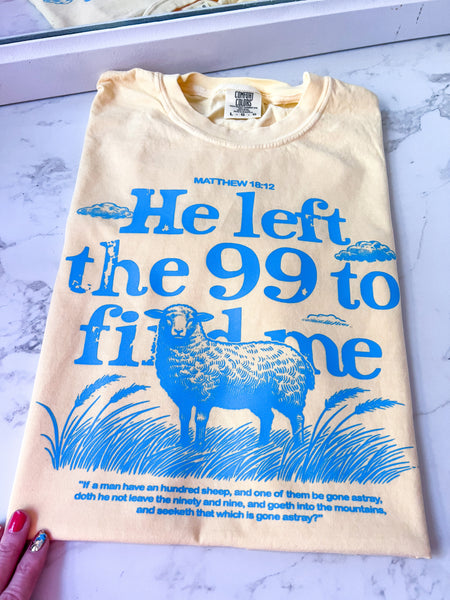 COMFORT
COLORS
MATTHEW 18:12
He left
the 99 to
find me
"If a man have an hundred sheep, and one of them be gone astray,
doth he not leave the ninety and nine, and goeth into the mountains,
and seeketh that which is gone astray?"